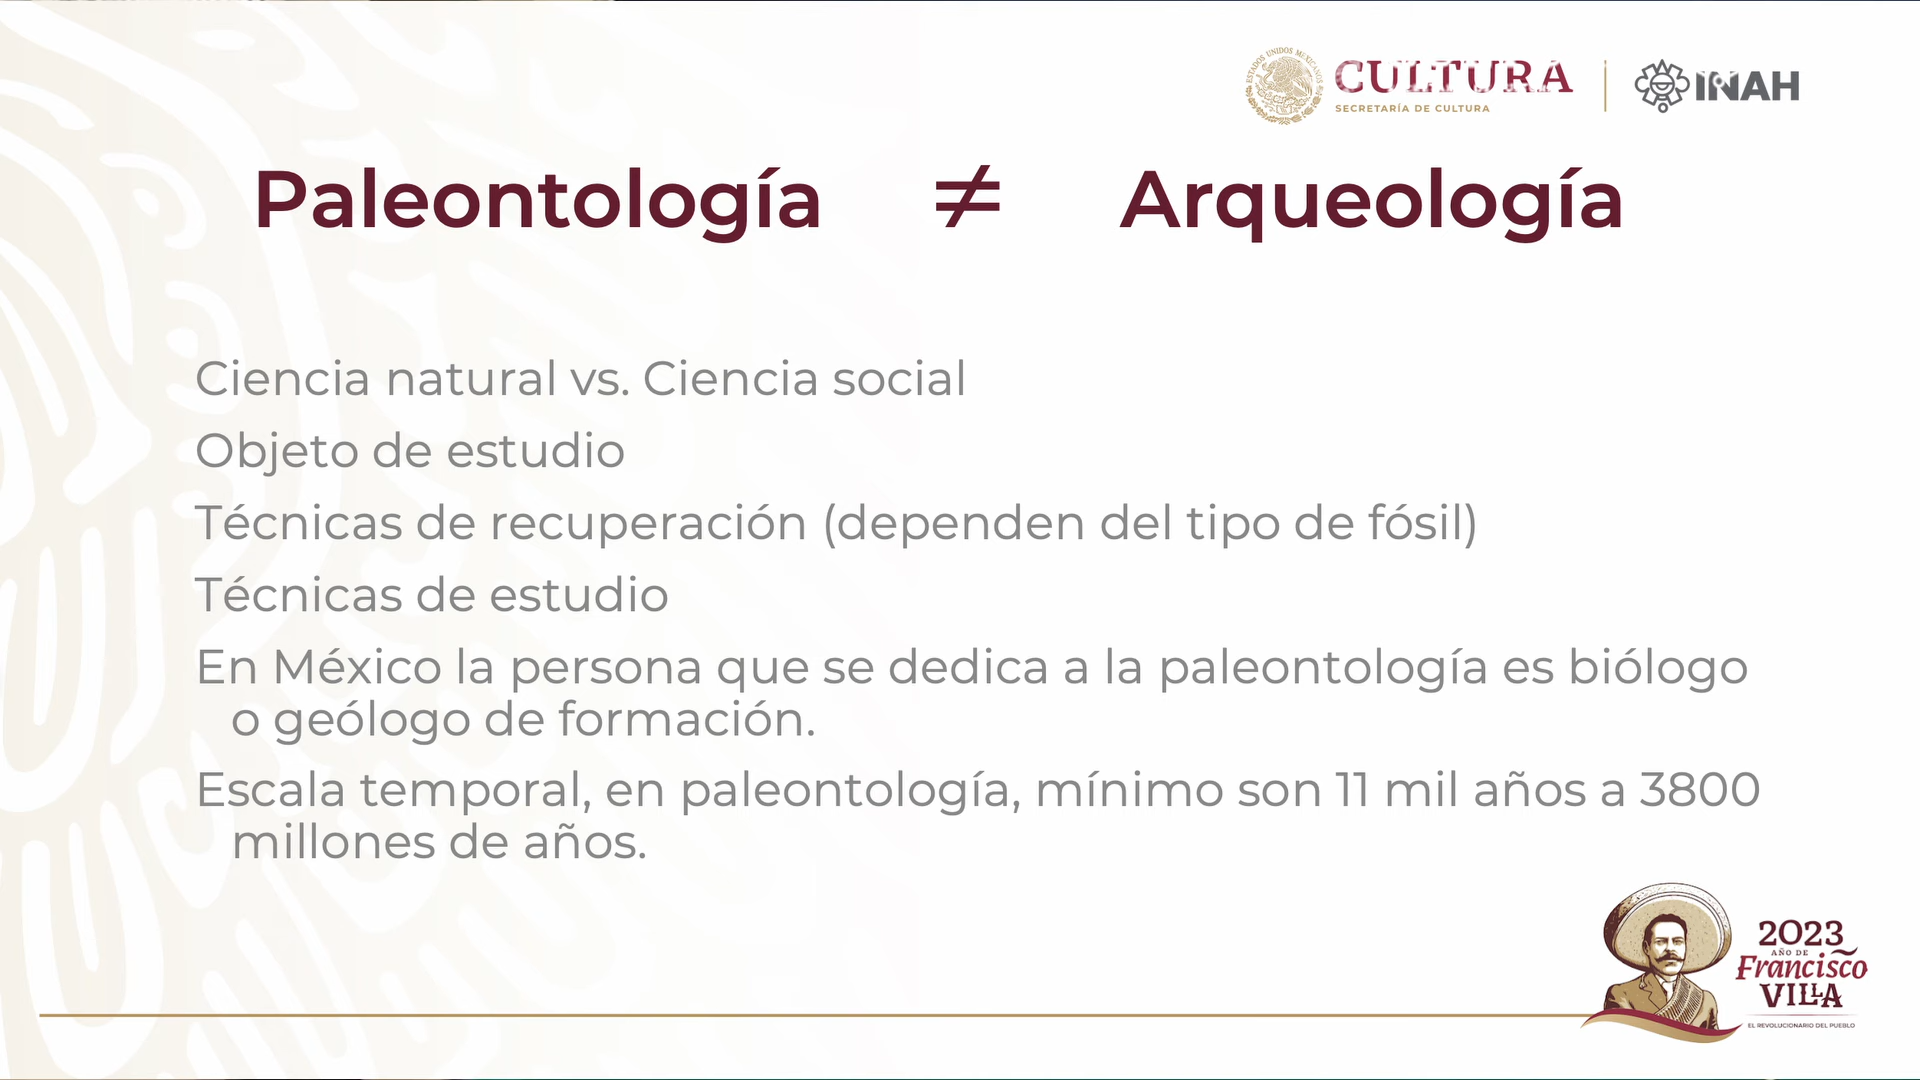 ESTADOS UNIDOS MEXICANOS
CULTURA
SECRETARÍA DE CULTURA
INAH
Paleontología ≠ Arqueología
Ciencia natural vs. Ciencia social
Objeto de estudio
Técnicas de recuperación (dependen del tipo de fósil)
Técnicas de estudio
En México la persona que se dedica a la paleontología es biólogo
o geólogo de formación.
Escala temporal, en paleontología, mínimo son 11 mil años a 3800
millones de años.
2023
AÑO DE
Francisco
VILLA
EL REVOLUCIONARIO DEL PUEBLO